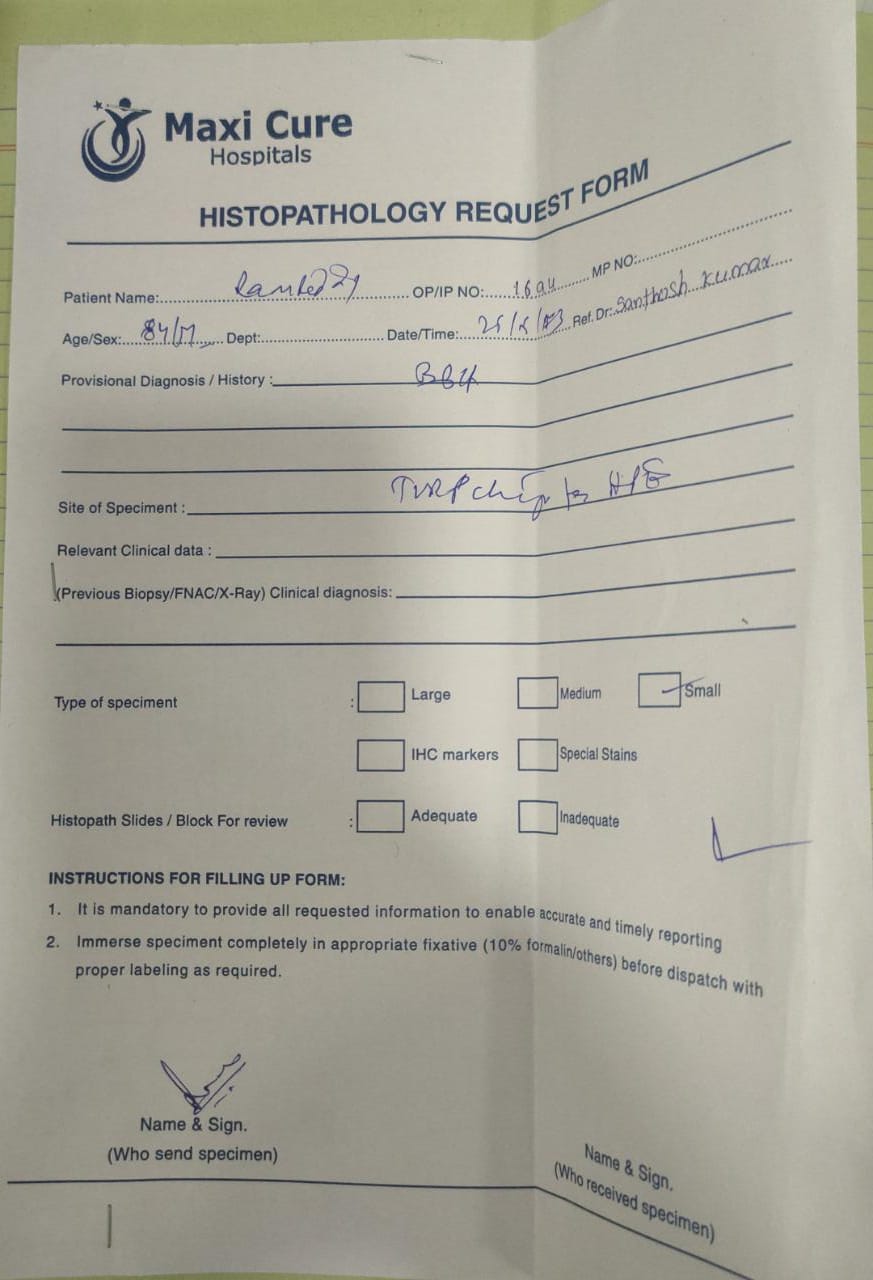 Maxi Cure
Hospitals
HISTOPATHOLOGY REQUEST FORM
Patient Name:........ OP/IP NO:........ MP NO:........
Age/Sex: 84/M Dept:........ Date/Time:........ Ref. Dr: Santhosh Kumar
Provisional Diagnosis / History :
Site of Speciment : TURP chips for HPE
Relevant Clinical data :
(Previous Biopsy/FNAC/X-Ray) Clinical diagnosis:
Type of speciment : Large Medium Small
IHC markers Special Stains
Histopath Slides / Block For review : Adequate Inadequate
INSTRUCTIONS FOR FILLING UP FORM:
1. It is mandatory to provide all requested information to enable accurate and timely reporting
2. Immerse speciment completely in appropriate fixative (10% formalin/others) before dispatch with
proper labeling as required.
Name & Sign.
(Who send specimen)
Name & Sign.
(Who received specimen)